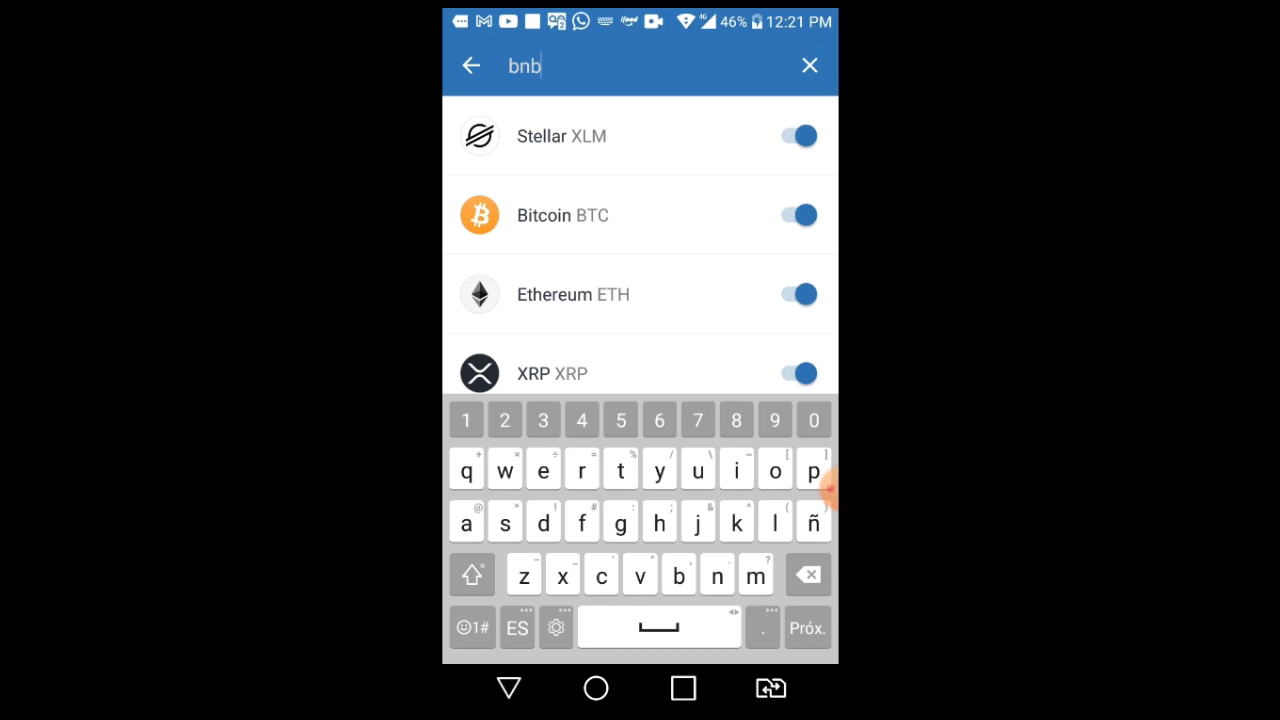 46% 12:21 PM
bnb
Stellar XLM
Bitcoin BTC
Ethereum ETH
XRP XRP
1 2 3 4 5 6 7 8 9 0
q w e r t y u i o p
a s d f g h j k l ñ
z x c v b n m
1# ES . Próx.